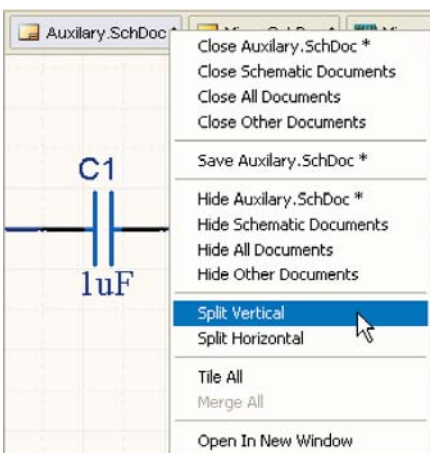 Auxilary.SchDoc *
Close Auxilary.SchDoc *
Close Schematic Documents
Close All Documents
Close Other Documents
Save Auxilary.SchDoc *
Hide Auxilary.SchDoc *
Hide Schematic Documents
Hide All Documents
Hide Other Documents
Split Vertical
Split Horizontal
Tile All
Merge All
Open In New Window
C1
1uF